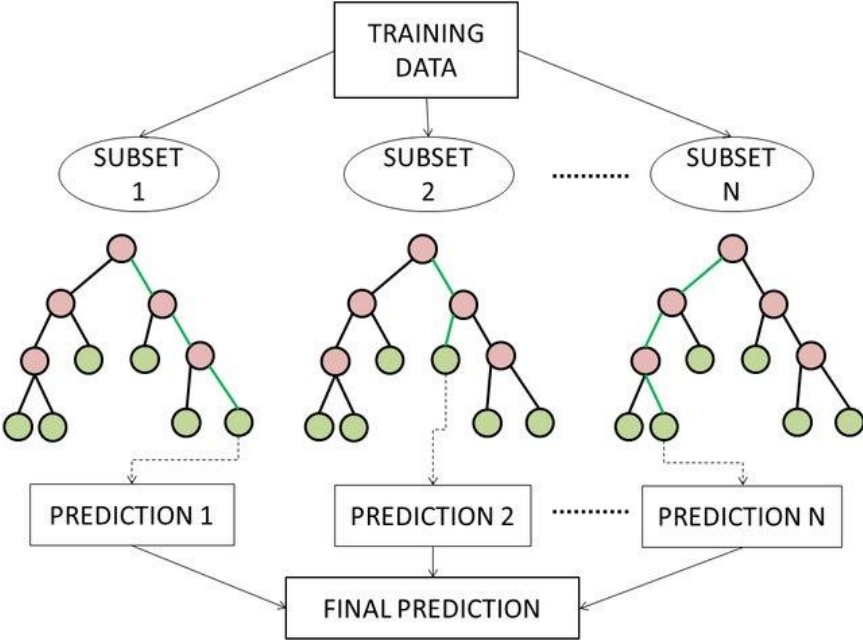 TRAINING
DATA
SUBSET
1
SUBSET
2
SUBSET
N
PREDICTION 1
PREDICTION 2
PREDICTION N
FINAL PREDICTION